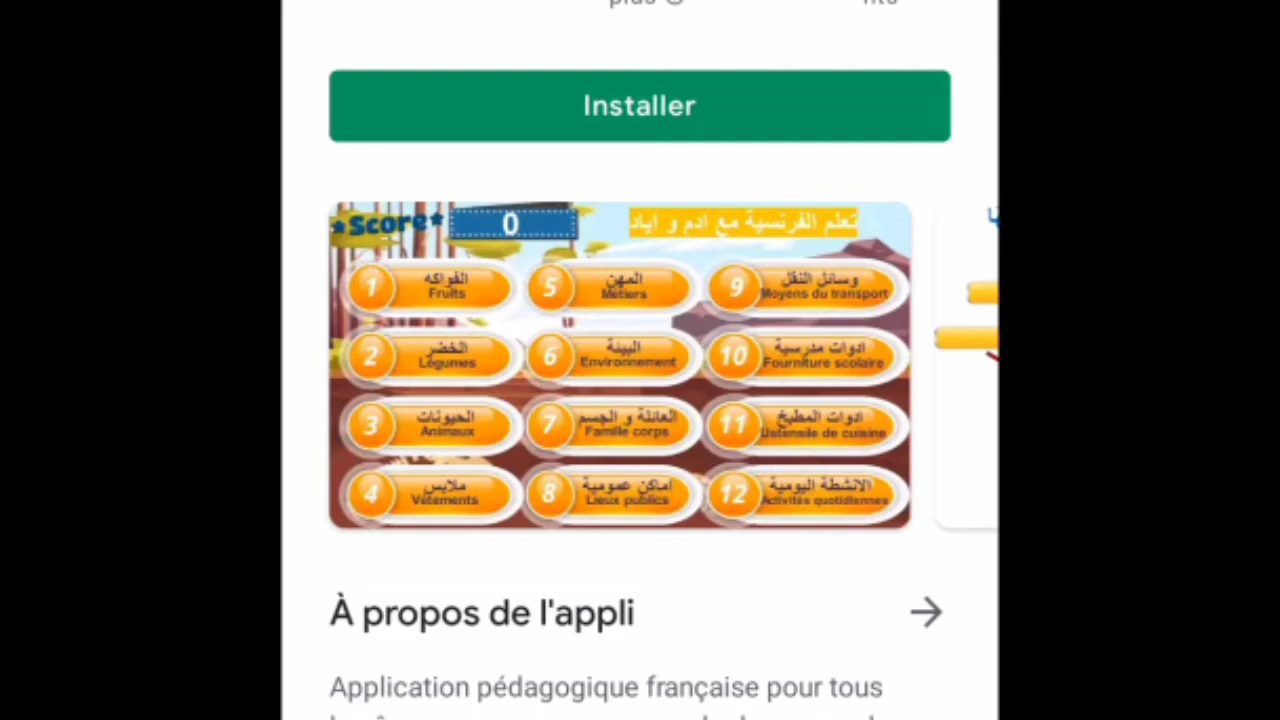 plus
Installer
Score
0
تعلم الفرنسية مع ادم و اياد
1
الفواكه
Fruits
5
المهن
Métiers
9
وسائل النقل
Moyens du transport
2
الخضر
Légumes
6
البيئة
Environnement
10
ادوات مدرسية
Fourniture scolaire
3
الحيونات
Animaux
7
العائلة و الجسم
Famille corps
11
ادوات المطبخ
Ustensile de cuisine
4
ملابس
Vêtements
8
اماكن عمومية
Lieux publics
12
الانشطة اليومية
Activités quotidiennes
À propos de l'appli
Application pédagogique française pour tous